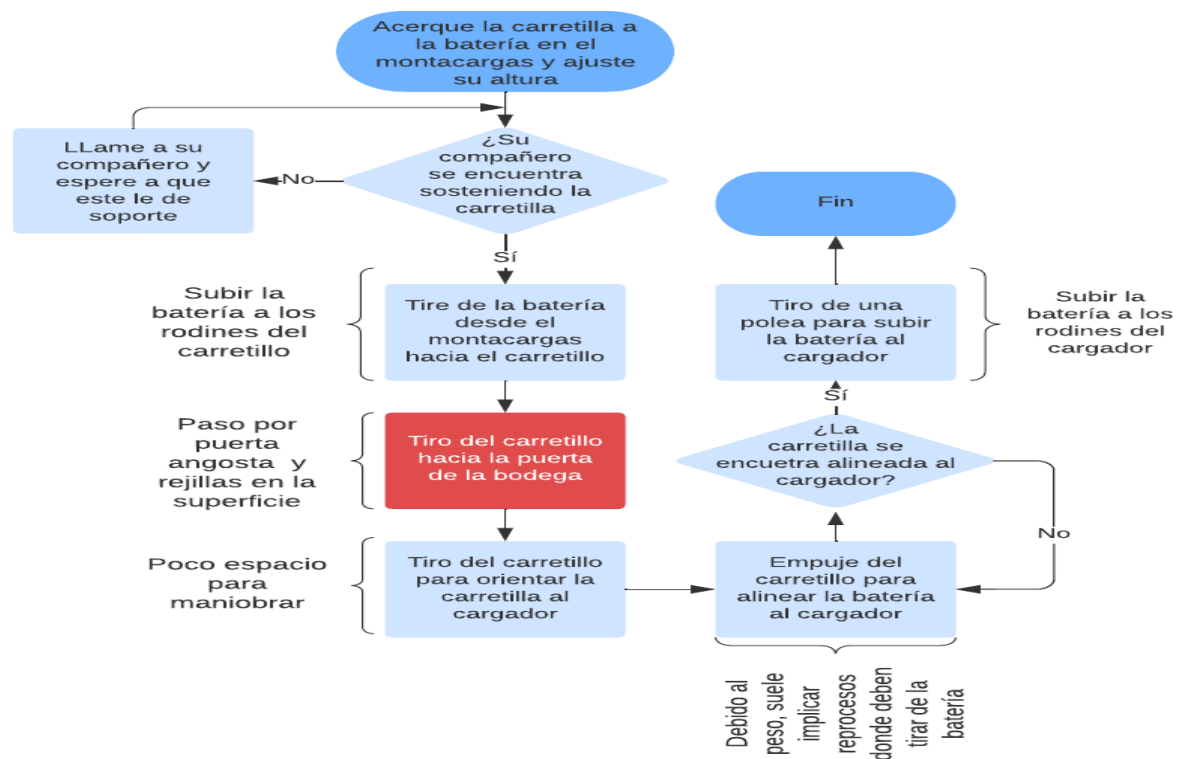 Acerque la carretilla a
la batería en el
montacargas y ajuste
su altura
LLame a su
compañero y
espere a que
este le de
soporte
No
¿Su
compañero
se encuentra
sosteniendo la
carretilla
Sí
Subir la
batería a los
rodines del
carretillo
Tire de la batería
desde el
montacargas
hacia el carretillo
Paso por
puerta
angosta y
rejillas en la
superficie
Tiro del carretillo
hacia la puerta
de la bodega
Poco espacio
para
maniobrar
Tiro del carretillo
para orientar la
carretilla al
cargador
Empuje del
carretillo para
alinear la batería
al cargador
Debido al
peso, suele
implicar
reprocesos
donde deben
tirar de la
batería
¿La
carretilla se
encuetra alineada al
cargador?
No
Sí
Tiro de una
polea para subir
la batería al
cargador
Subir la
batería a los
rodines del
cargador
Fin